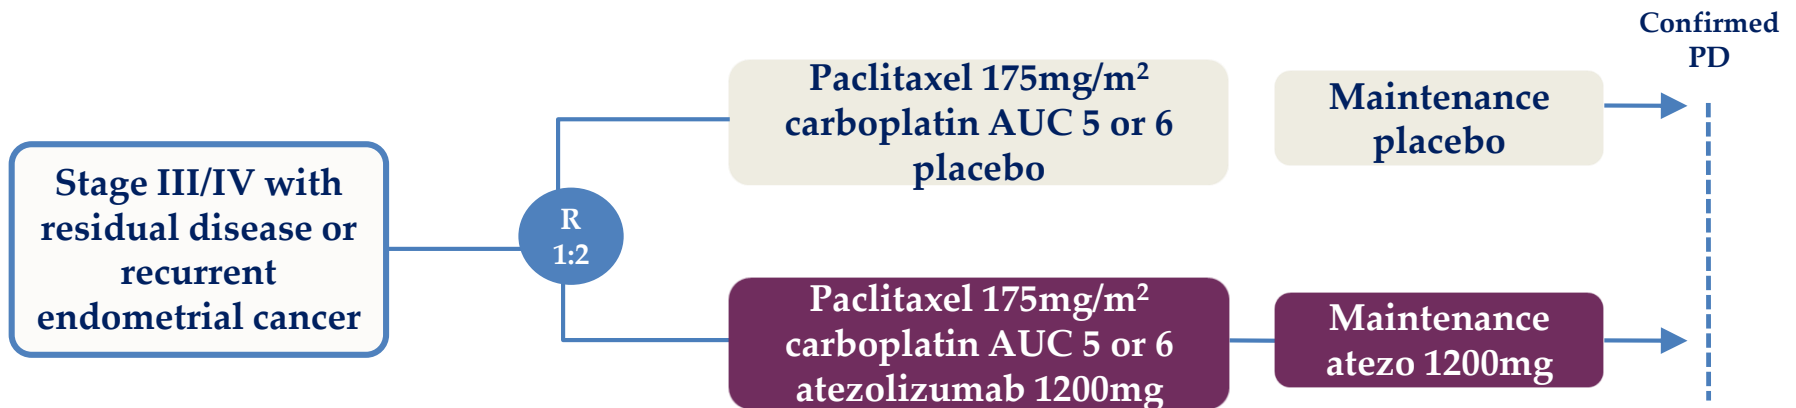 Confirmed
PD
Stage III/IV with
residual disease or
recurrent
endometrial cancer
R
1:2
Paclitaxel 175mg/m²
carboplatin AUC 5 or 6
placebo
Maintenance
placebo
Paclitaxel 175mg/m²
carboplatin AUC 5 or 6
atezolizumab 1200mg
Maintenance
atezo 1200mg